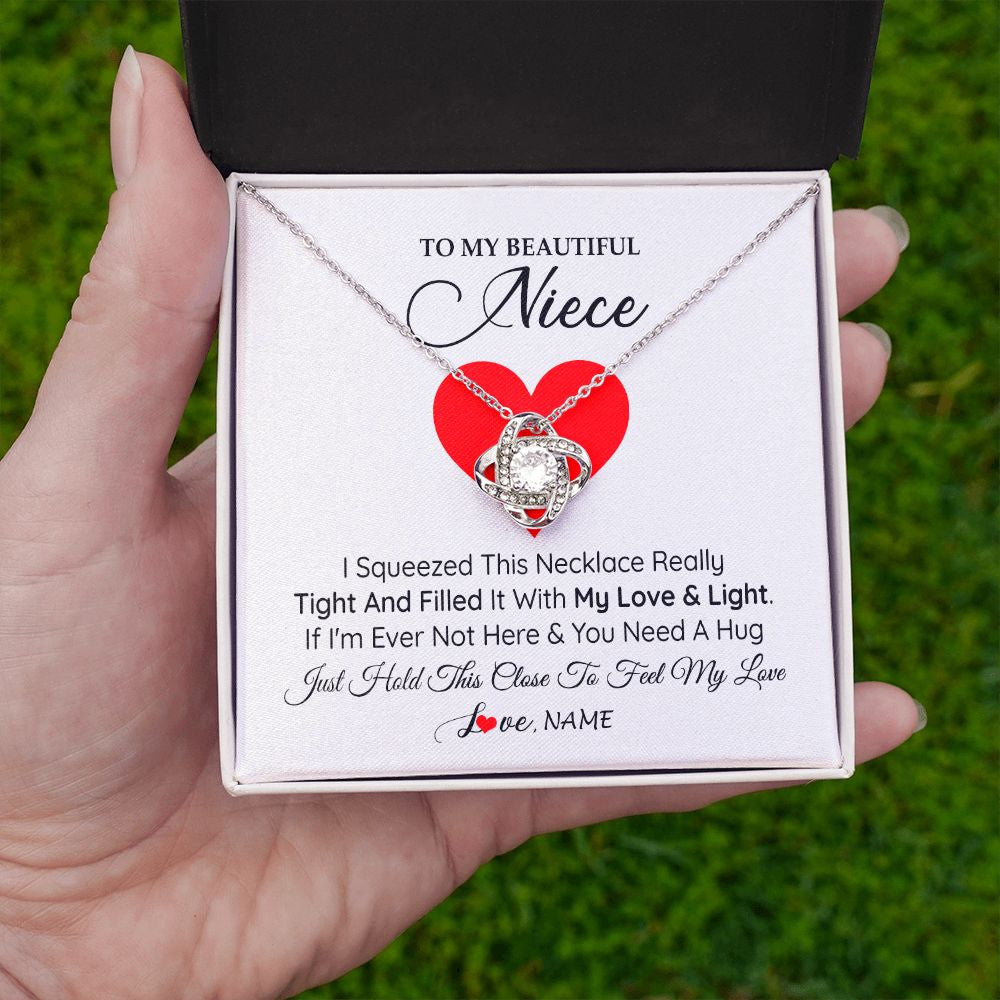 TO MY BEAUTIFUL
Niece
I Squeezed This Necklace Really
Tight And Filled It With My Love & Light.
If I'm Ever Not Here & You Need A Hug
Just Hold This Close To Feel My Love
Love, NAME